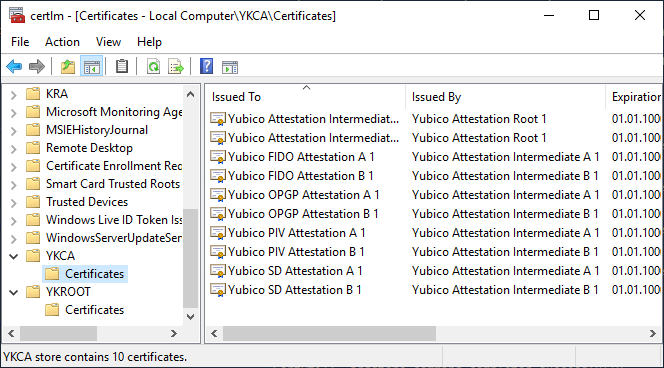 certlm - [Certificates - Local Computer\YKCA\Certificates]
File Action View Help
KRA
Microsoft Monitoring Age
MSIEHistoryJournal
Remote Desktop
Certificate Enrollment Req
Smart Card Trusted Roots
Trusted Devices
Windows Live ID Token Iss
WindowsServerUpdateSer
YKCA
Certificates
YKROOT
Certificates
Issued To Issued By Expiration
Yubico Attestation Intermediat... Yubico Attestation Root 1 01.01.100
Yubico Attestation Intermediat... Yubico Attestation Root 1 01.01.100
Yubico FIDO Attestation A 1 Yubico Attestation Intermediate A 1 01.01.100
Yubico FIDO Attestation B 1 Yubico Attestation Intermediate B 1 01.01.100
Yubico OPGP Attestation A 1 Yubico Attestation Intermediate A 1 01.01.100
Yubico OPGP Attestation B 1 Yubico Attestation Intermediate B 1 01.01.100
Yubico PIV Attestation A 1 Yubico Attestation Intermediate A 1 01.01.100
Yubico PIV Attestation B 1 Yubico Attestation Intermediate B 1 01.01.100
Yubico SD Attestation A 1 Yubico Attestation Intermediate A 1 01.01.100
Yubico SD Attestation B 1 Yubico Attestation Intermediate B 1 01.01.100
YKCA store contains 10 certificates.